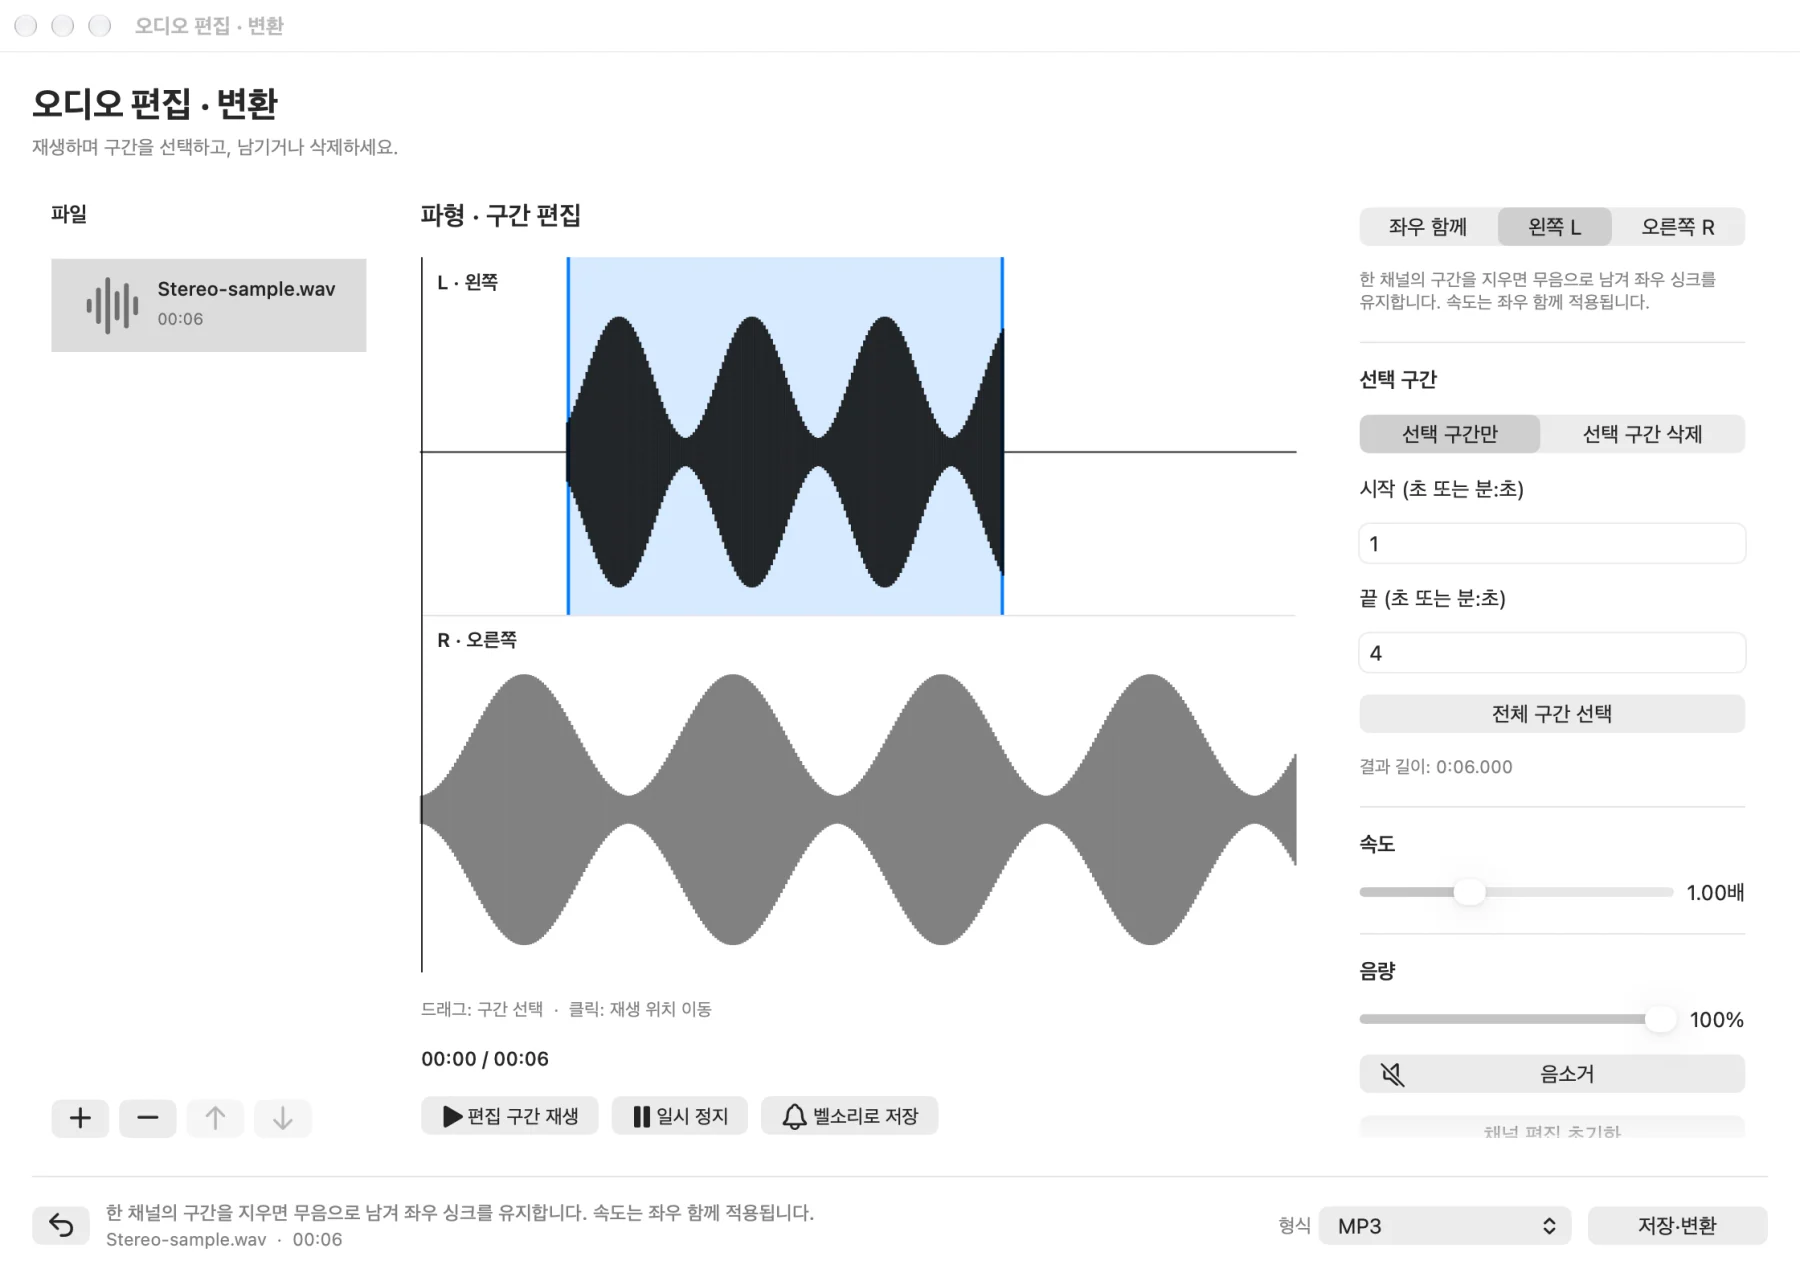 오디오 편집 · 변환
오디오 편집 · 변환
재생하며 구간을 선택하고, 남기거나 삭제하세요.
파일
Stereo-sample.wav
00:06
파형 · 구간 편집
L · 왼쪽
R · 오른쪽
드래그: 구간 선택 · 클릭: 재생 위치 이동
00:00 / 00:06
편집 구간 재생
일시 정지
벨소리로 저장
좌우 함께
왼쪽 L
오른쪽 R
한 채널의 구간을 지우면 무음으로 남겨 좌우 싱크를
유지합니다. 속도는 좌우 함께 적용됩니다.
선택 구간
선택 구간만
선택 구간 삭제
시작 (초 또는 분:초)
1
끝 (초 또는 분:초)
4
전체 구간 선택
결과 길이: 0:06.000
속도
1.00배
음량
100%
음소거
채널 편집 초기화
한 채널의 구간을 지우면 무음으로 남겨 좌우 싱크를 유지합니다. 속도는 좌우 함께 적용됩니다.
Stereo-sample.wav · 00:06
형식
MP3
저장·변환